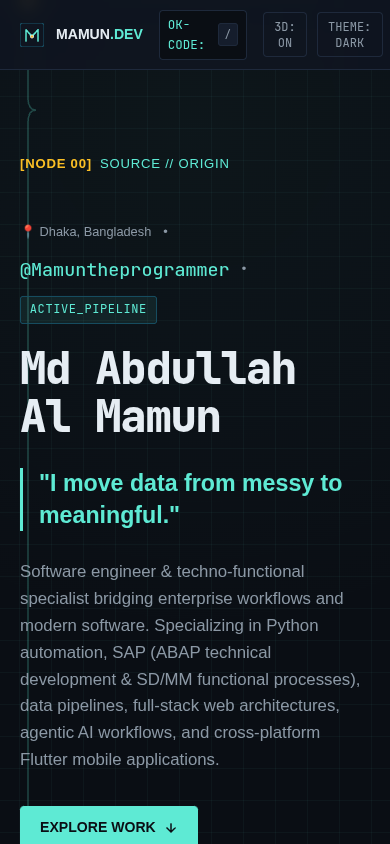 MAMUN.DEV
OK-
CODE:
/
3D:
ON
THEME:
DARK
[NODE 00] SOURCE // ORIGIN
📍 Dhaka, Bangladesh •
@Mamuntheprogrammer •
ACTIVE_PIPELINE
Md Abdullah
Al Mamun
"I move data from messy to
meaningful."
Software engineer & techno-functional
specialist bridging enterprise workflows and
modern software. Specializing in Python
automation, SAP (ABAP technical
development & SD/MM functional processes),
data pipelines, full-stack web architectures,
agentic AI workflows, and cross-platform
Flutter mobile applications.
EXPLORE WORK ↓